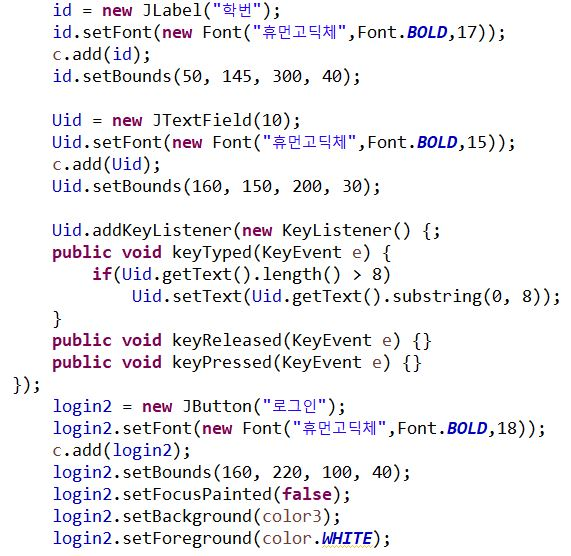 id = new JLabel("학번");
id.setFont(new Font("휴먼고딕체",Font.BOLD,17));
c.add(id);
id.setBounds(50, 145, 300, 40);
Uid = new JTextField(10);
Uid.setFont(new Font("휴먼고딕체",Font.BOLD,15));
c.add(Uid);
Uid.setBounds(160, 150, 200, 30);
Uid.addKeyListener(new KeyListener() {;
public void keyTyped(KeyEvent e) {
if(Uid.getText().length() > 8)
Uid.setText(Uid.getText().substring(0, 8));
}
public void keyReleased(KeyEvent e) {}
public void keyPressed(KeyEvent e) {}
});
login2 = new JButton("로그인");
login2.setFont(new Font("휴먼고딕체",Font.BOLD,18));
c.add(login2);
login2.setBounds(160, 220, 100, 40);
login2.setFocusPainted(false);
login2.setBackground(color3);
login2.setForeground(color.WHITE);